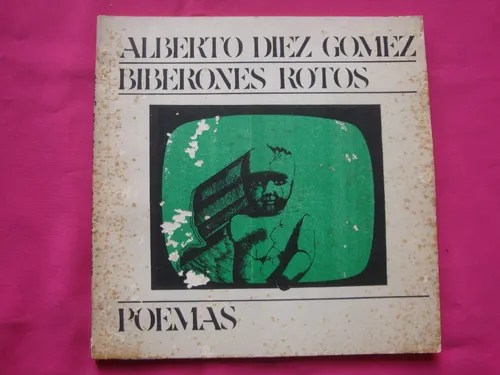 ALBERTO DIEZ GOMEZ
BIBERONES ROTOS
POEMAS